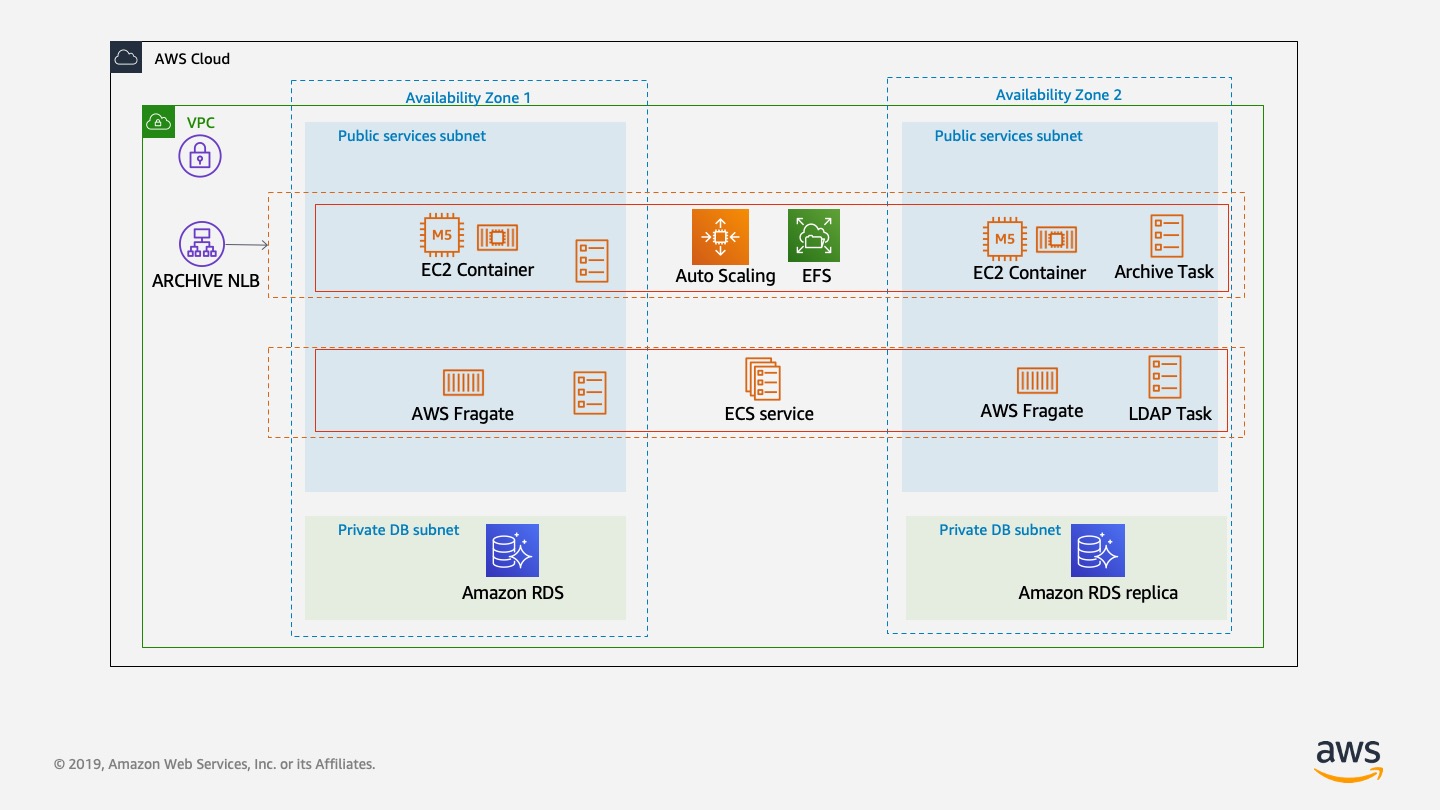 AWS Cloud
Availability Zone 1
Availability Zone 2
VPC
Public services subnet
Public services subnet
M5
EC2 Container
Auto Scaling
EFS
M5
EC2 Container
Archive Task
ARCHIVE NLB
AWS Fragate
ECS service
AWS Fragate
LDAP Task
Private DB subnet
Amazon RDS
Private DB subnet
Amazon RDS replica
© 2019, Amazon Web Services, Inc. or its Affiliates.
aws